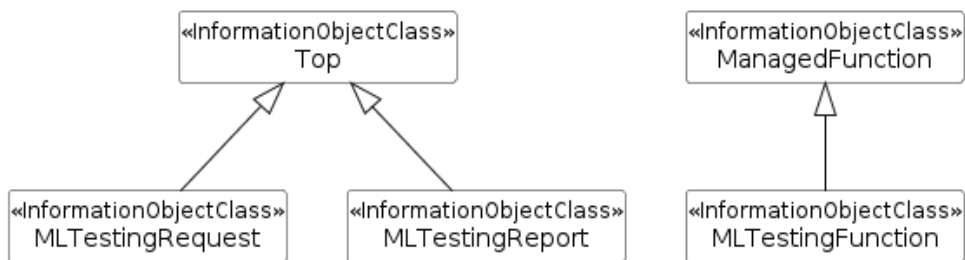 «InformationObjectClass»
Top
«InformationObjectClass»
ManagedFunction
«InformationObjectClass»
MLTestingRequest
«InformationObjectClass»
MLTestingReport
«InformationObjectClass»
MLTestingFunction